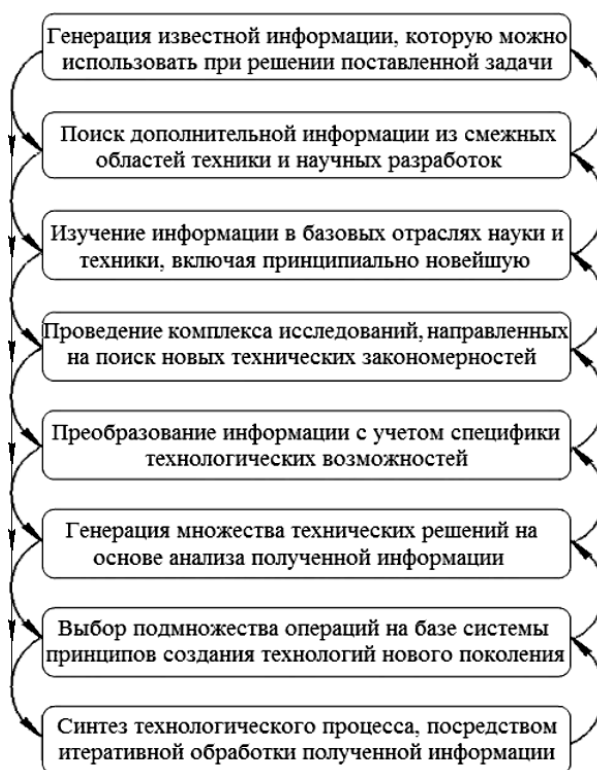 Генерация известной информации, которую можно
использовать при решении поставленной задачи
Поиск дополнительной информации из смежных
областей техники и научных разработок
Изучение информации в базовых отраслях науки и
техники, включая принципиально новейшую
Проведение комплекса исследований, направленных
на поиск новых технических закономерностей
Преобразование информации с учетом специфики
технологических возможностей
Генерация множества технических решений на
основе анализа полученной информации
Выбор подмножества операций на базе системы
принципов создания технологий нового поколения
Синтез технологического процесса, посредством
итеративной обработки полученной информации